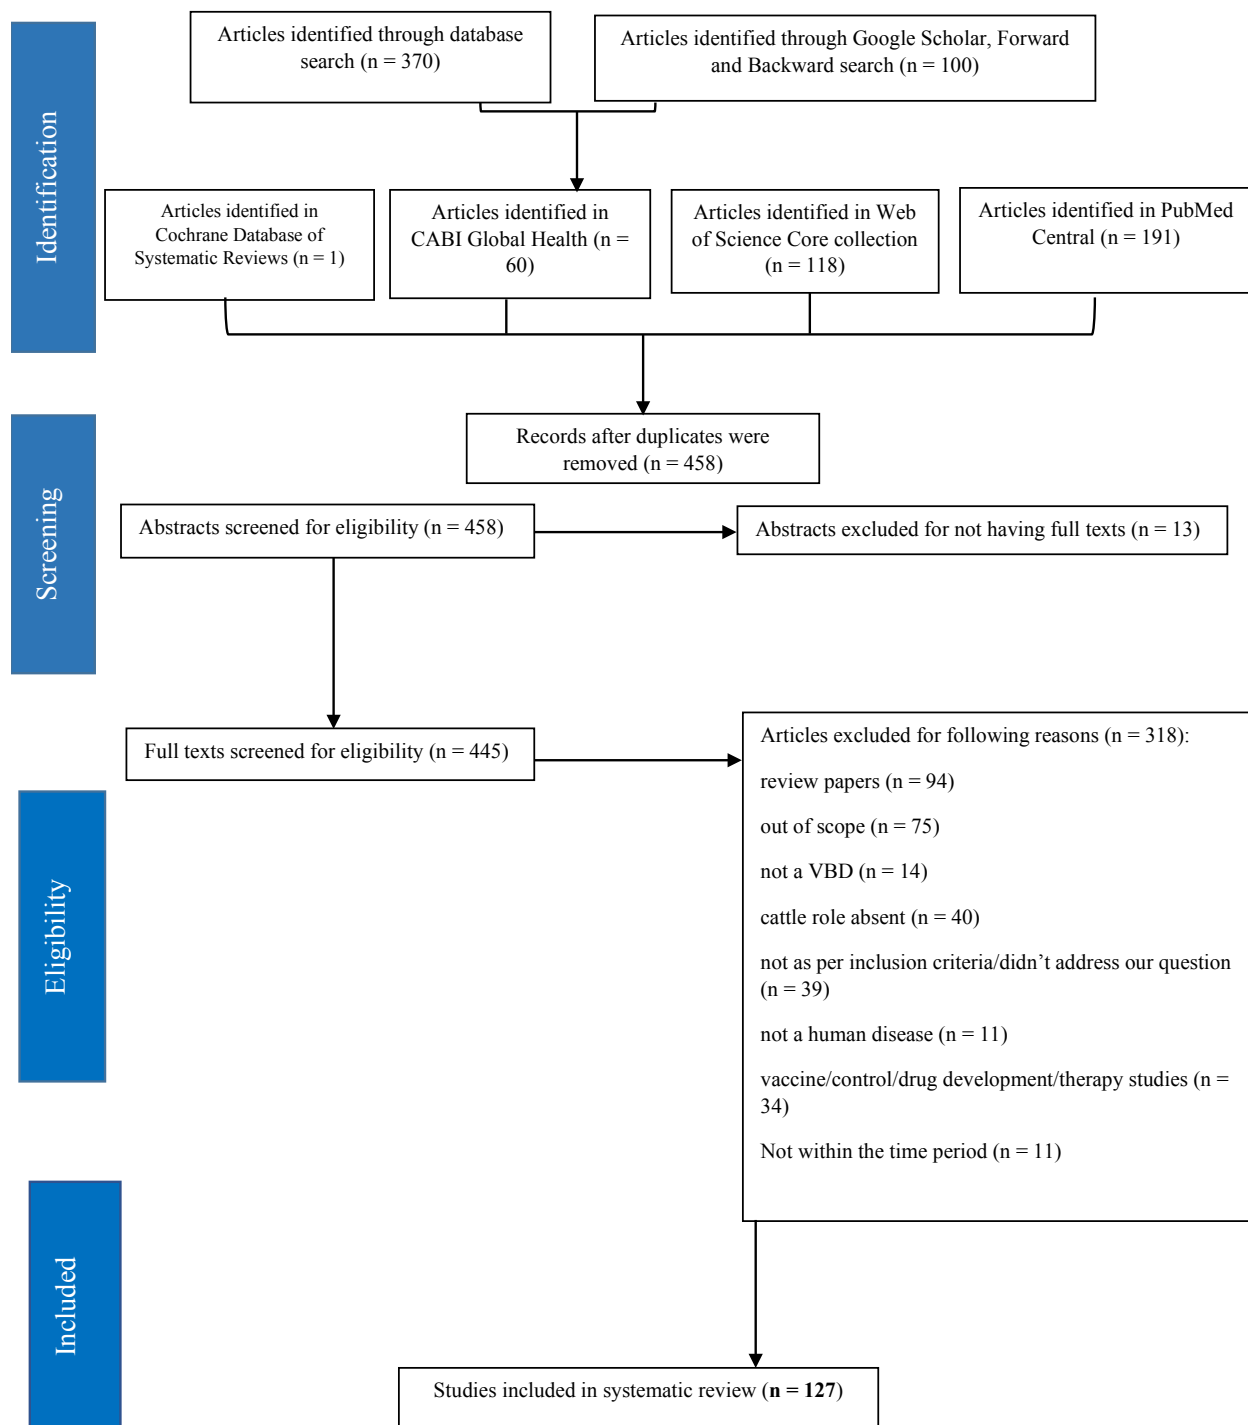 Identification
Articles identified through database
search (n = 370)
Articles identified through Google Scholar, Forward
and Backward search (n = 100)
Articles identified in
Cochrane Database of
Systematic Reviews (n = 1)
Articles identified in
CABI Global Health (n =
60)
Articles identified in Web
of Science Core collection
(n = 118)
Articles identified in PubMed
Central (n = 191)
Records after duplicates were
removed (n = 458)
Screening
Abstracts screened for eligibility (n = 458)
Abstracts excluded for not having full texts (n = 13)
Full texts screened for eligibility (n = 445)
Eligibility
Articles excluded for following reasons (n = 318):
review papers (n = 94)
out of scope (n = 75)
not a VBD (n = 14)
cattle role absent (n = 40)
not as per inclusion criteria/didn’t address our question
(n = 39)
not a human disease (n = 11)
vaccine/control/drug development/therapy studies (n =
34)
Not within the time period (n = 11)
Included
Studies included in systematic review (n = 127)